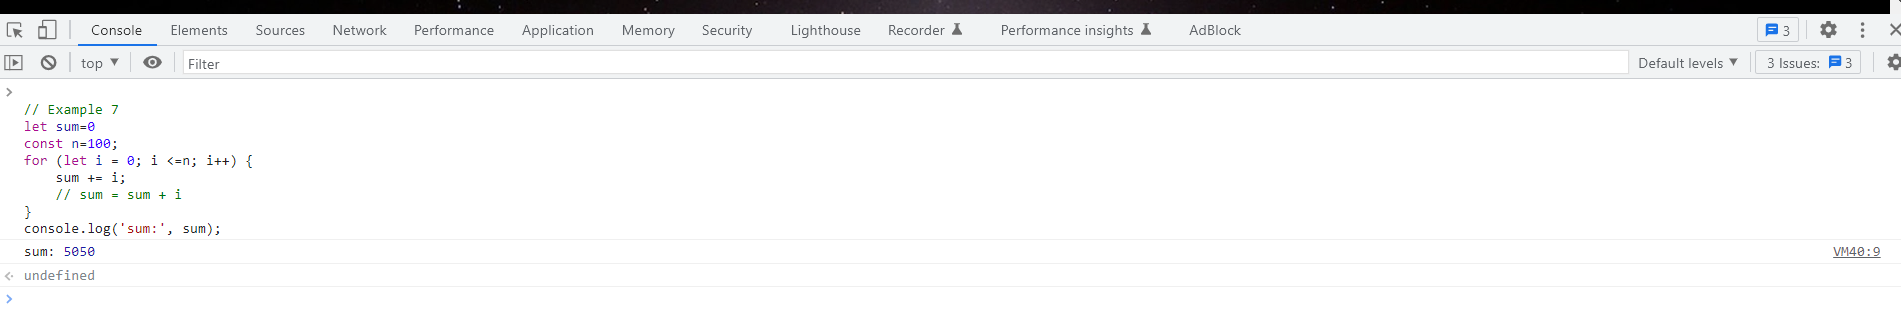 Console Elements Sources Network Performance Application Memory Security Lighthouse Recorder Performance insights AdBlock 3
top Filter Default levels 3 Issues: 3
// Example 7
let sum=0
const n=100;
for (let i = 0; i <=n; i++) {
    sum += i;
    // sum = sum + i
}
console.log('sum:', sum);
sum: 5050 VM40:9
undefined